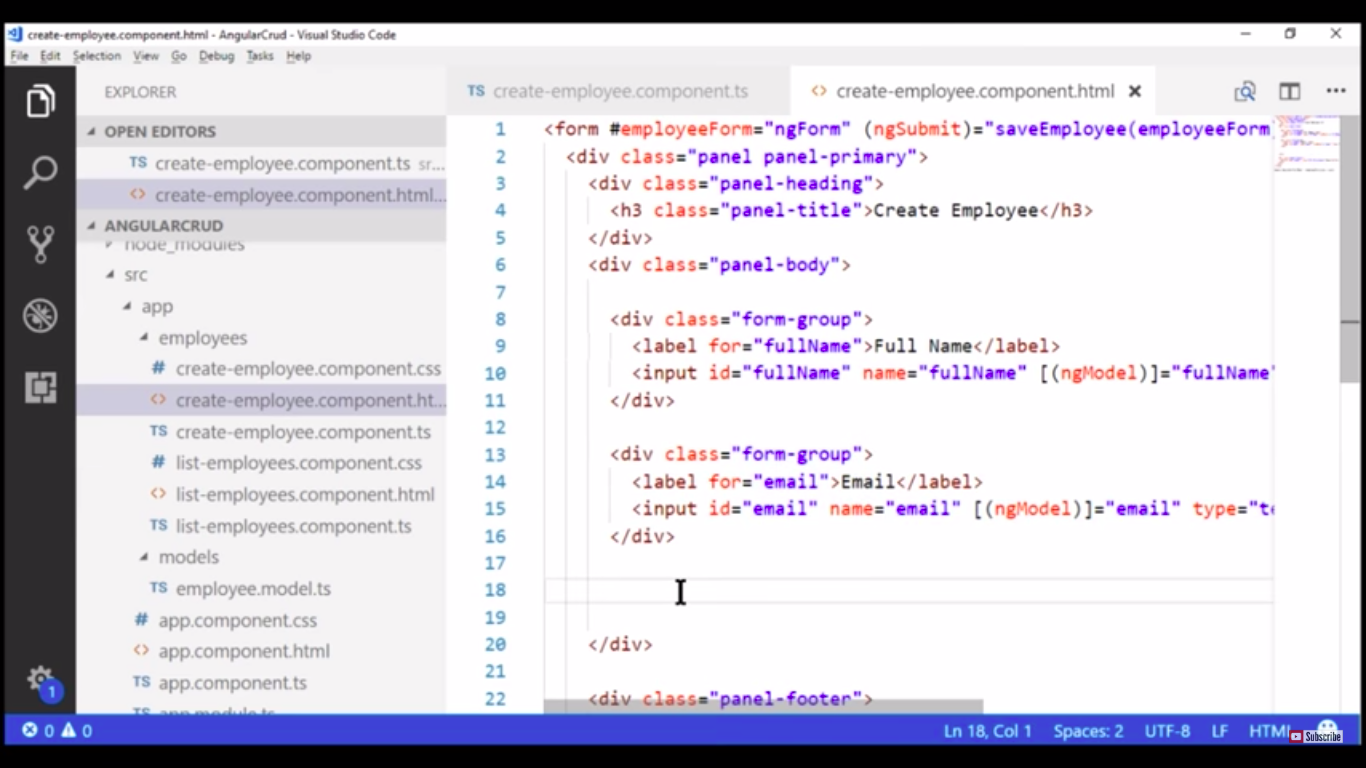 create-employee.component.html - AngularCrud - Visual Studio Code
File Edit Selection View Go Debug Tasks Help
EXPLORER
OPEN EDITORS
TS create-employee.component.ts sr...
<> create-employee.component.html...
ANGULARCRUD
node_modules
src
app
employees
# create-employee.component.css
<> create-employee.component.ht...
TS create-employee.component.ts
# list-employees.component.css
<> list-employees.component.html
TS list-employees.component.ts
models
TS employee.model.ts
# app.component.css
<> app.component.html
TS app.component.ts
TS app.module.ts
1
TS create-employee.component.ts
<> create-employee.component.html
1 <form #employeeForm="ngForm" (ngSubmit)="saveEmployee(employeeForm
2 <div class="panel panel-primary">
3 <div class="panel-heading">
4 <h3 class="panel-title">Create Employee</h3>
5 </div>
6 <div class="panel-body">
7
8 <div class="form-group">
9 <label for="fullName">Full Name</label>
10 <input id="fullName" name="fullName" [(ngModel)]="fullName"
11 </div>
12
13 <div class="form-group">
14 <label for="email">Email</label>
15 <input id="email" name="email" [(ngModel)]="email" type="te
16 </div>
17
18
19
20 </div>
21
22 <div class="panel-footer">
0 0 Ln 18, Col 1 Spaces: 2 UTF-8 LF HTML
Subscribe